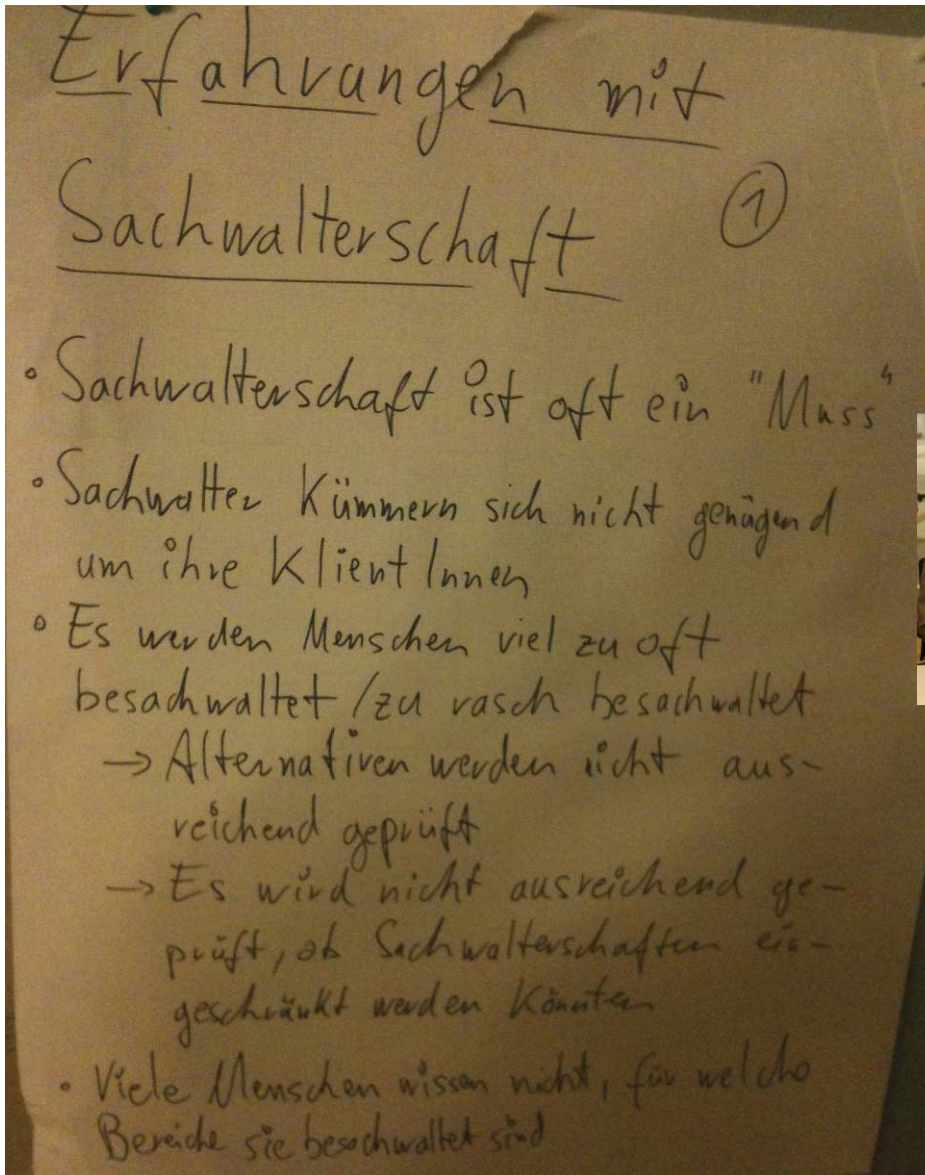 Erfahrungen mit
Sachwalterschaft ①
• Sachwalterschaft ist oft ein "Muss"
• Sachwalter kümmern sich nicht genügend
um ihre KlientInnen
• Es werden Menschen viel zu oft
besachwaltet / zu rasch besachwaltet
→ Alternativen werden nicht aus-
reichend geprüft
→ Es wird nicht ausreichend ge-
prüft, ob Sachwalterschaften ein-
geschränkt werden könnten
• Viele Menschen wissen nicht, für welche
Bereiche sie besachwaltet sind